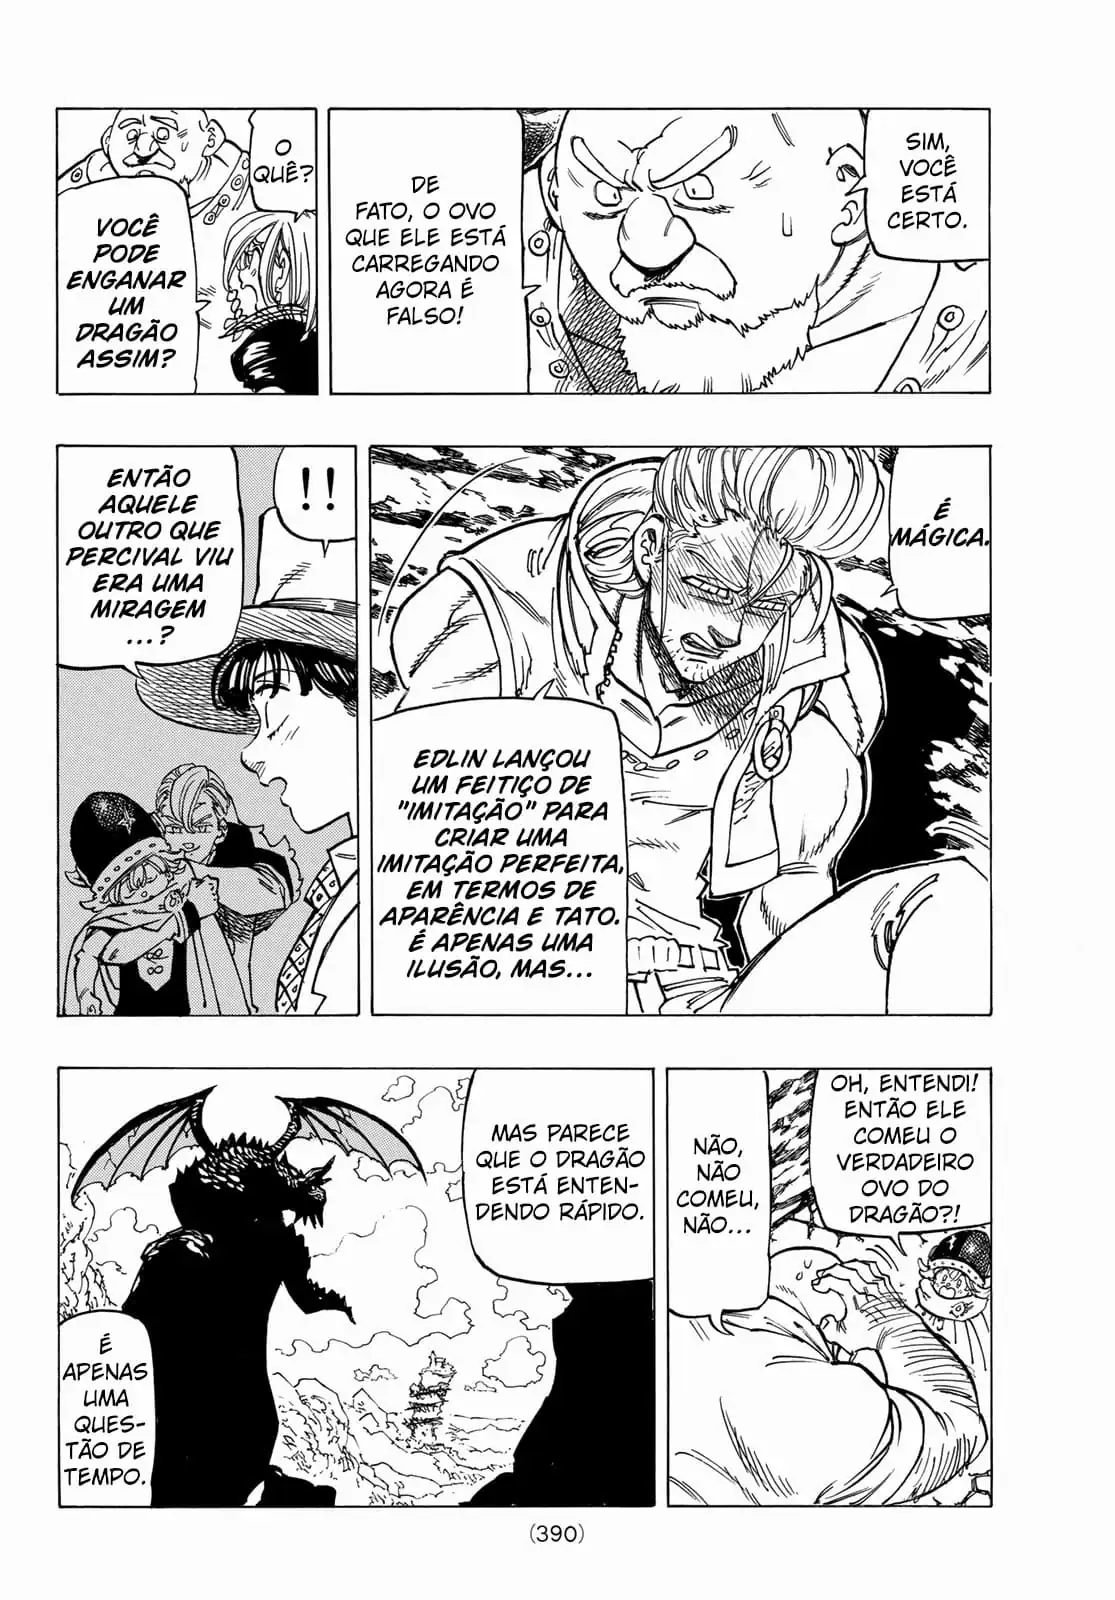 SIM,
VOCÊ
ESTÁ
CERTO.
DE
FATO, O OVO
QUE ELE ESTÁ
CARREGANDO
AGORA É
FALSO!
O
QUÊ?
VOCÊ
PODE
ENGANAR
UM
DRAGÃO
ASSIM?
É
MÁGICA.
EDLIN LANÇOU
UM FEITIÇO DE
"IMITAÇÃO" PARA
CRIAR UMA
IMITAÇÃO PERFEITA,
EM TERMOS DE
APARÊNCIA E TATO.
É APENAS UMA
ILUSÃO, MAS...
!!
ENTÃO
AQUELE
OUTRO QUE
PERCIVAL VIU
ERA UMA
MIRAGEM
...?
OH, ENTENDI!
ENTÃO ELE
COMEU O
VERDADEIRO
OVO DO
DRAGÃO?!
NÃO,
NÃO
COMEU,
NÃO...
MAS PARECE
QUE O DRAGÃO
ESTÁ ENTEN-
DENDO RÁPIDO.
É
APENAS
UMA
QUES-
TÃO DE
TEMPO.
(390)